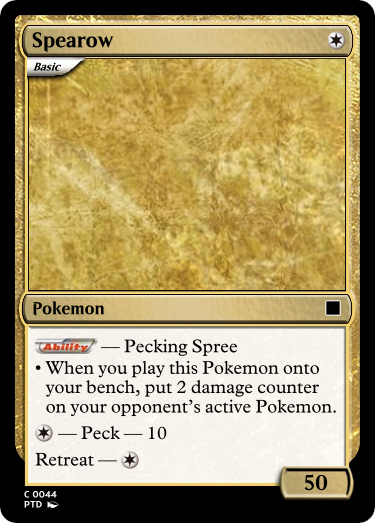 Spearow
Basic
Pokemon
Ability — Pecking Spree
• When you play this Pokemon onto
your bench, put 2 damage counter
on your opponent's active Pokemon.
— Peck — 10
Retreat —
50
C 0044
PTD